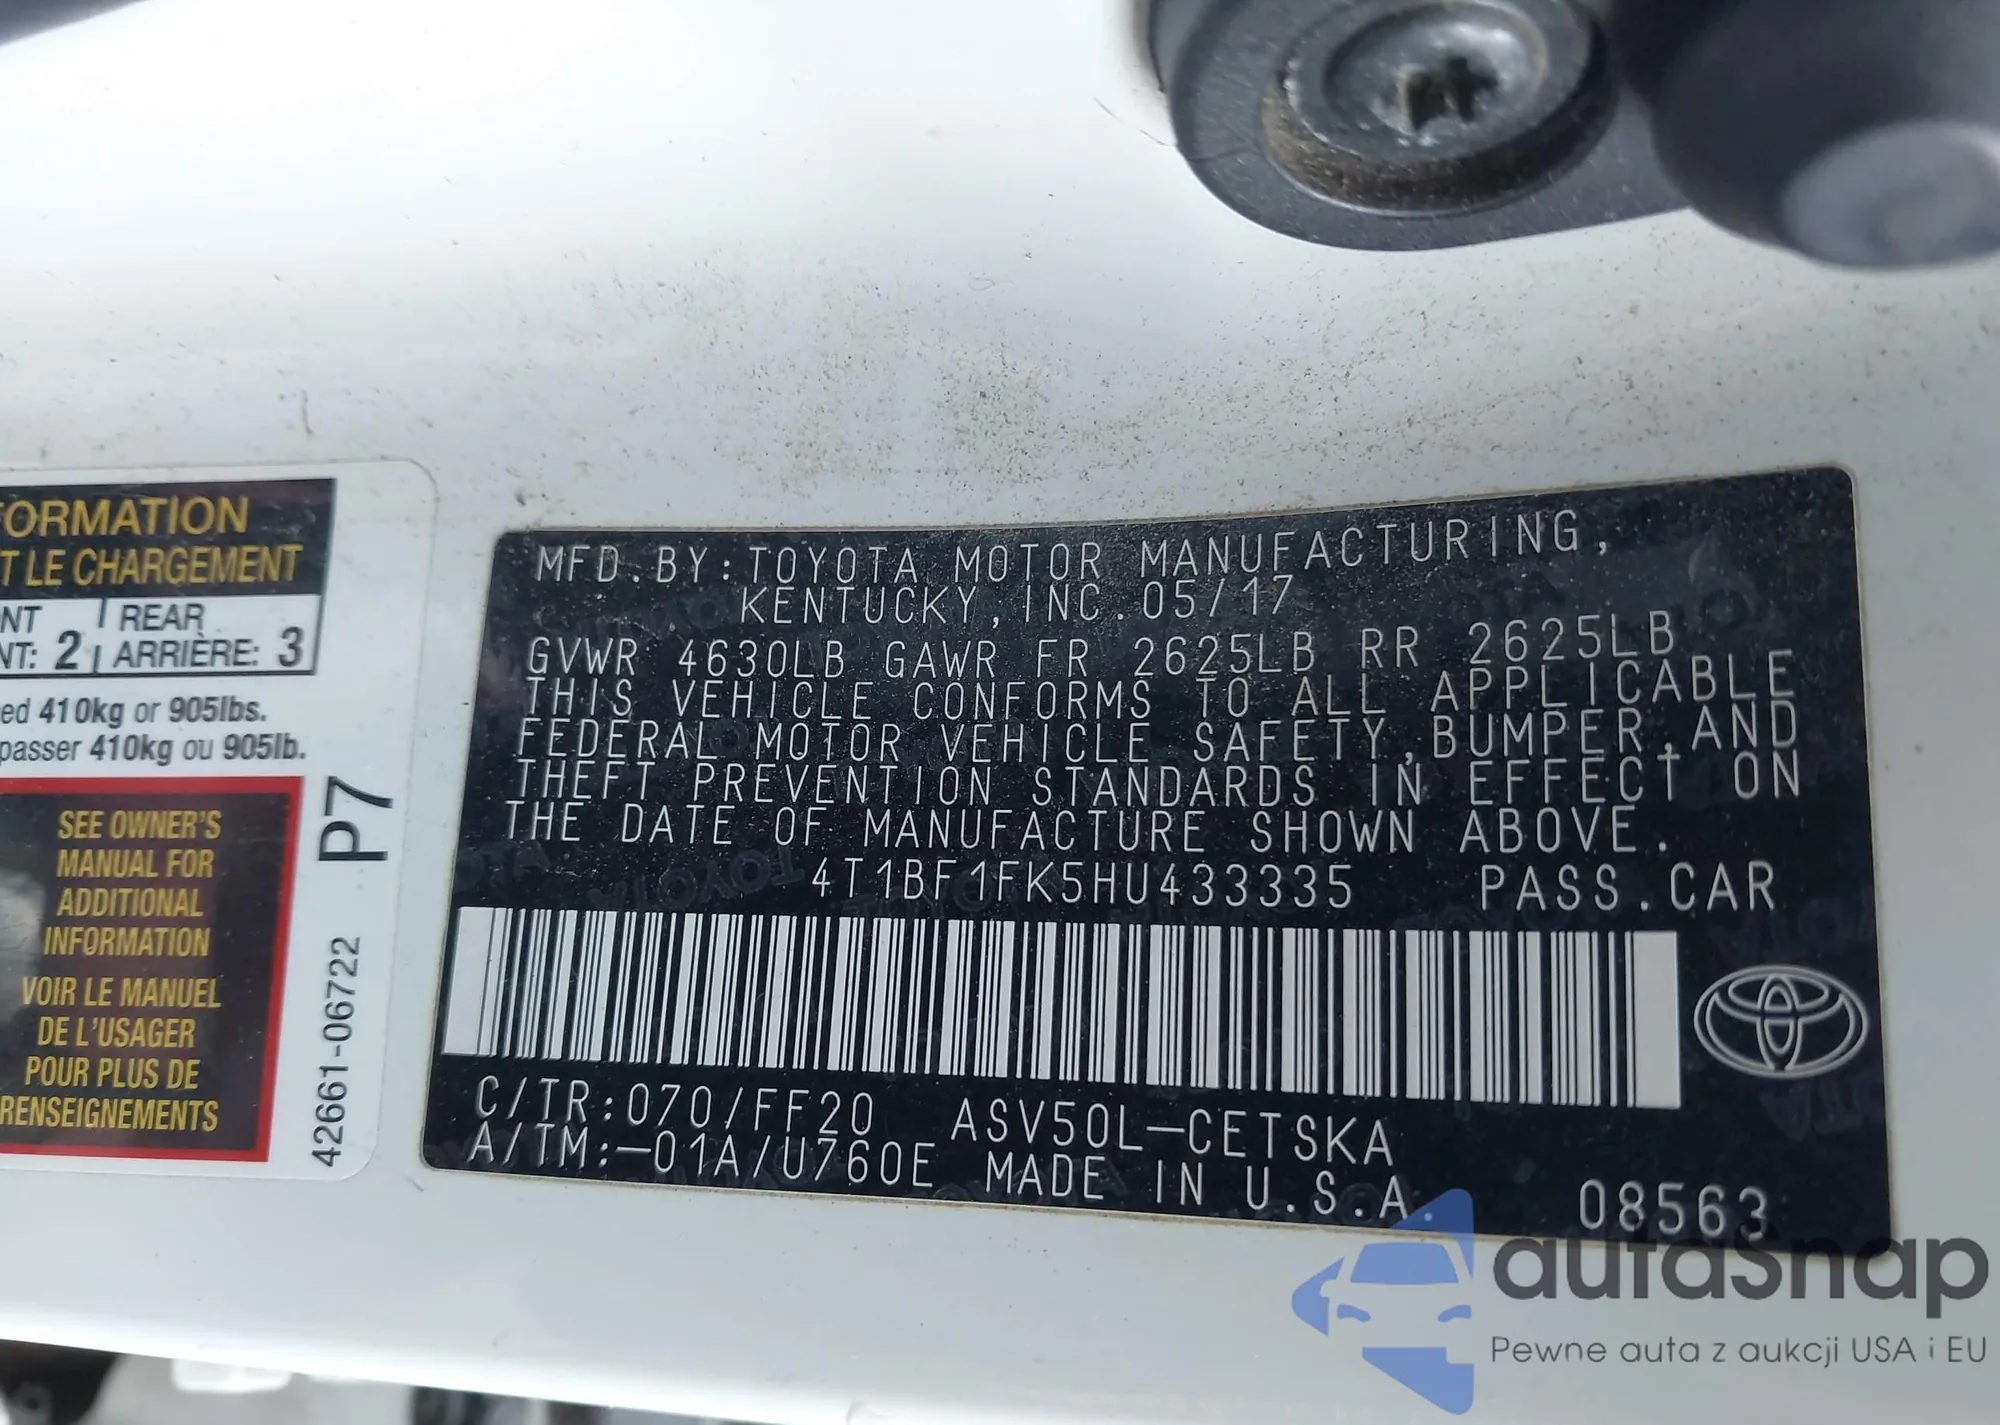 ORMATION
T LE CHARGEMENT
NT REAR
NT: 2 ARRIÈRE: 3
ed 410kg or 905lbs.
passer 410kg ou 905lb.
SEE OWNER'S
MANUAL FOR
ADDITIONAL
INFORMATION
VOIR LE MANUEL
DE L'USAGER
POUR PLUS DE
RENSEIGNEMENTS
P7
42661-06722
MFD.BY:TOYOTA MOTOR MANUFACTURING,
KENTUCKY,INC.05/17
GVWR 4630LB GAWR FR 2625LB RR 2625LB
THIS VEHICLE CONFORMS TO ALL APPLICABLE
FEDERAL MOTOR VEHICLE SAFETY,BUMPER,AND
THEFT PREVENTION STANDARDS IN EFFECT ON
THE DATE OF MANUFACTURE SHOWN ABOVE.
4T1BF1FK5HU433335 PASS.CAR
C/TR:070/FF20 ASV50L-CETSKA
A/TM:-01A/U760E MADE IN U.S.A.
08563
autasnap
Pewne auta z aukcji USA i EU